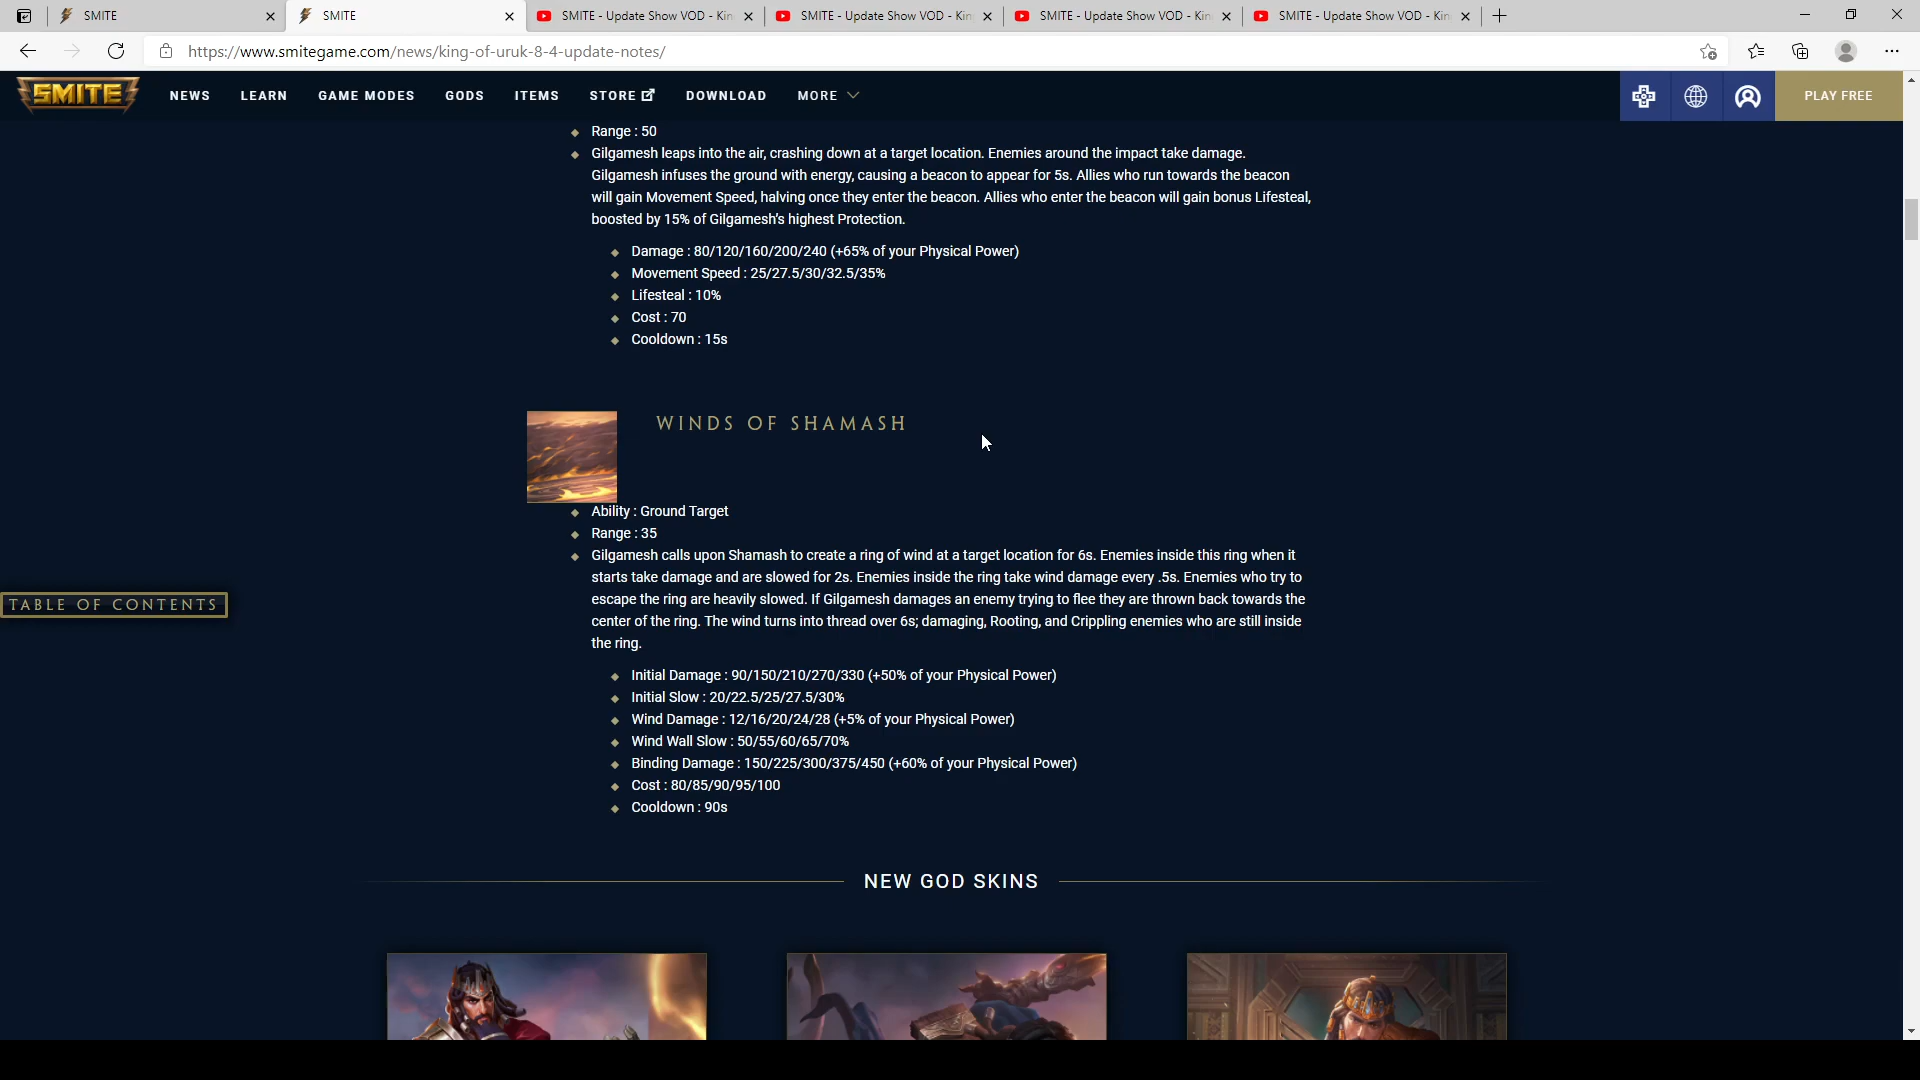 SMITE
SMITE
SMITE - Update Show VOD - Kin
SMITE - Update Show VOD - Kin
SMITE - Update Show VOD - Kin
SMITE - Update Show VOD - Kin
https://www.smitegame.com/news/king-of-uruk-8-4-update-notes/
SMITE NEWS LEARN GAME MODES GODS ITEMS STORE DOWNLOAD MORE PLAY FREE
Range : 50
Gilgamesh leaps into the air, crashing down at a target location. Enemies around the impact take damage.
Gilgamesh infuses the ground with energy, causing a beacon to appear for 5s. Allies who run towards the beacon
will gain Movement Speed, halving once they enter the beacon. Allies who enter the beacon will gain bonus Lifesteal,
boosted by 15% of Gilgamesh's highest Protection.
Damage : 80/120/160/200/240 (+65% of your Physical Power)
Movement Speed : 25/27.5/30/32.5/35%
Lifesteal : 10%
Cost : 70
Cooldown : 15s
WINDS OF SHAMASH
Ability : Ground Target
Range : 35
Gilgamesh calls upon Shamash to create a ring of wind at a target location for 6s. Enemies inside this ring when it
starts take damage and are slowed for 2s. Enemies inside the ring take wind damage every .5s. Enemies who try to
escape the ring are heavily slowed. If Gilgamesh damages an enemy trying to flee they are thrown back towards the
center of the ring. The wind turns into thread over 6s; damaging, Rooting, and Crippling enemies who are still inside
the ring.
TABLE OF CONTENTS
Initial Damage : 90/150/210/270/330 (+50% of your Physical Power)
Initial Slow : 20/22.5/25/27.5/30%
Wind Damage : 12/16/20/24/28 (+5% of your Physical Power)
Wind Wall Slow : 50/55/60/65/70%
Binding Damage : 150/225/300/375/450 (+60% of your Physical Power)
Cost : 80/85/90/95/100
Cooldown : 90s
NEW GOD SKINS